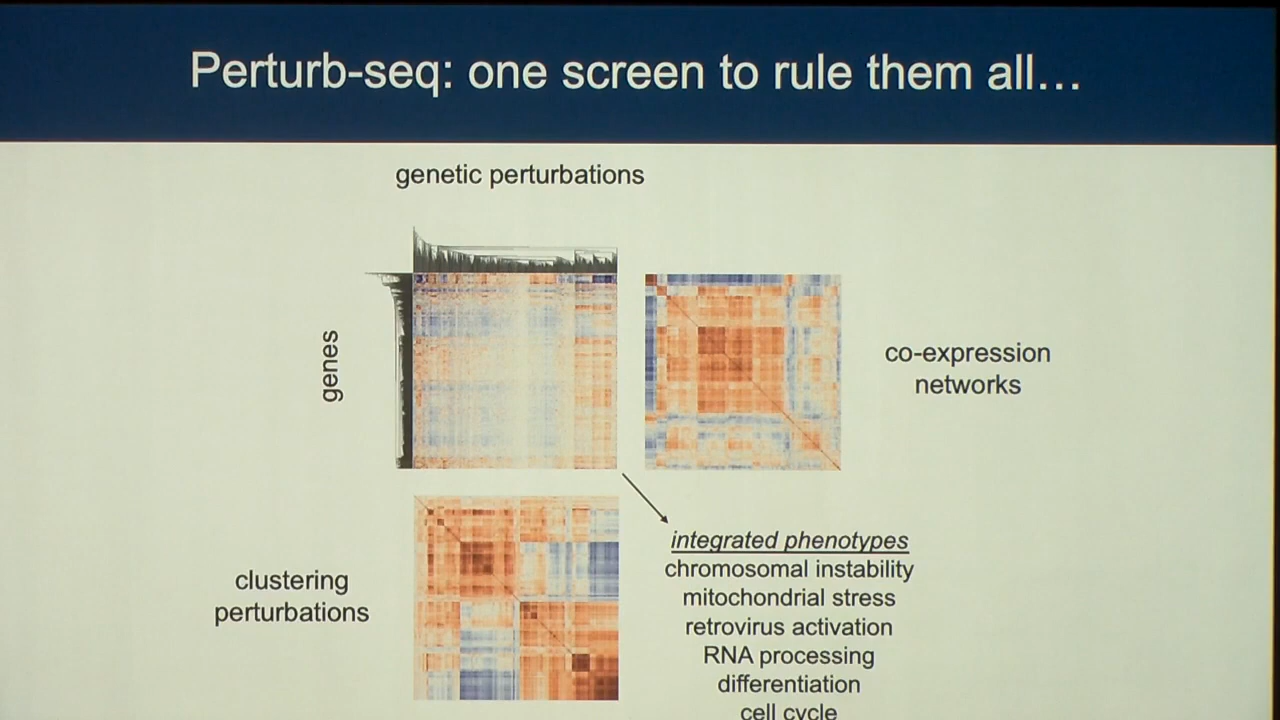 Perturb-seq: one screen to rule them all…
genetic perturbations
genes
co-expression
networks
clustering
perturbations
integrated phenotypes
chromosomal instability
mitochondrial stress
retrovirus activation
RNA processing
differentiation
cell cycle